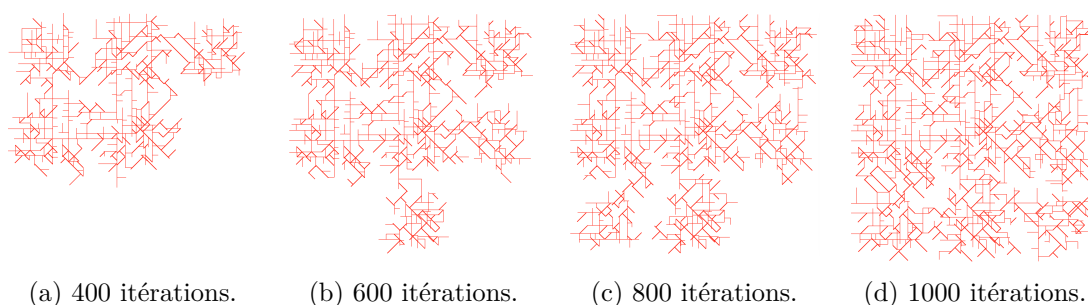 (a) 400 itérations.
(b) 600 itérations.
(c) 800 itérations.
(d) 1000 itérations.